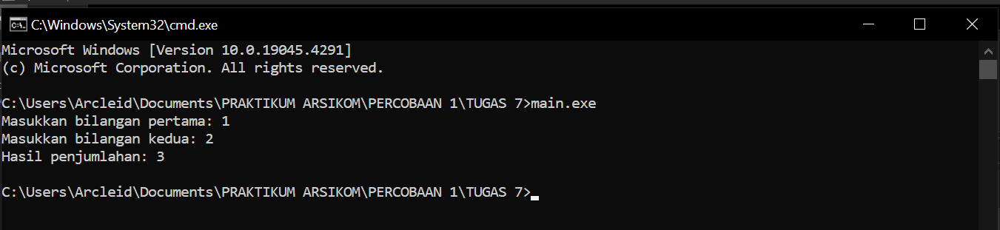 C:\Windows\System32\cmd.exe
Microsoft Windows [Version 10.0.19045.4291]
(c) Microsoft Corporation. All rights reserved.
C:\Users\Arcleid\Documents\PRAKTIKUM ARSIKOM\PERCOBAAN 1\TUGAS 7>main.exe
Masukkan bilangan pertama: 1
Masukkan bilangan kedua: 2
Hasil penjumlahan: 3
C:\Users\Arcleid\Documents\PRAKTIKUM ARSIKOM\PERCOBAAN 1\TUGAS 7>